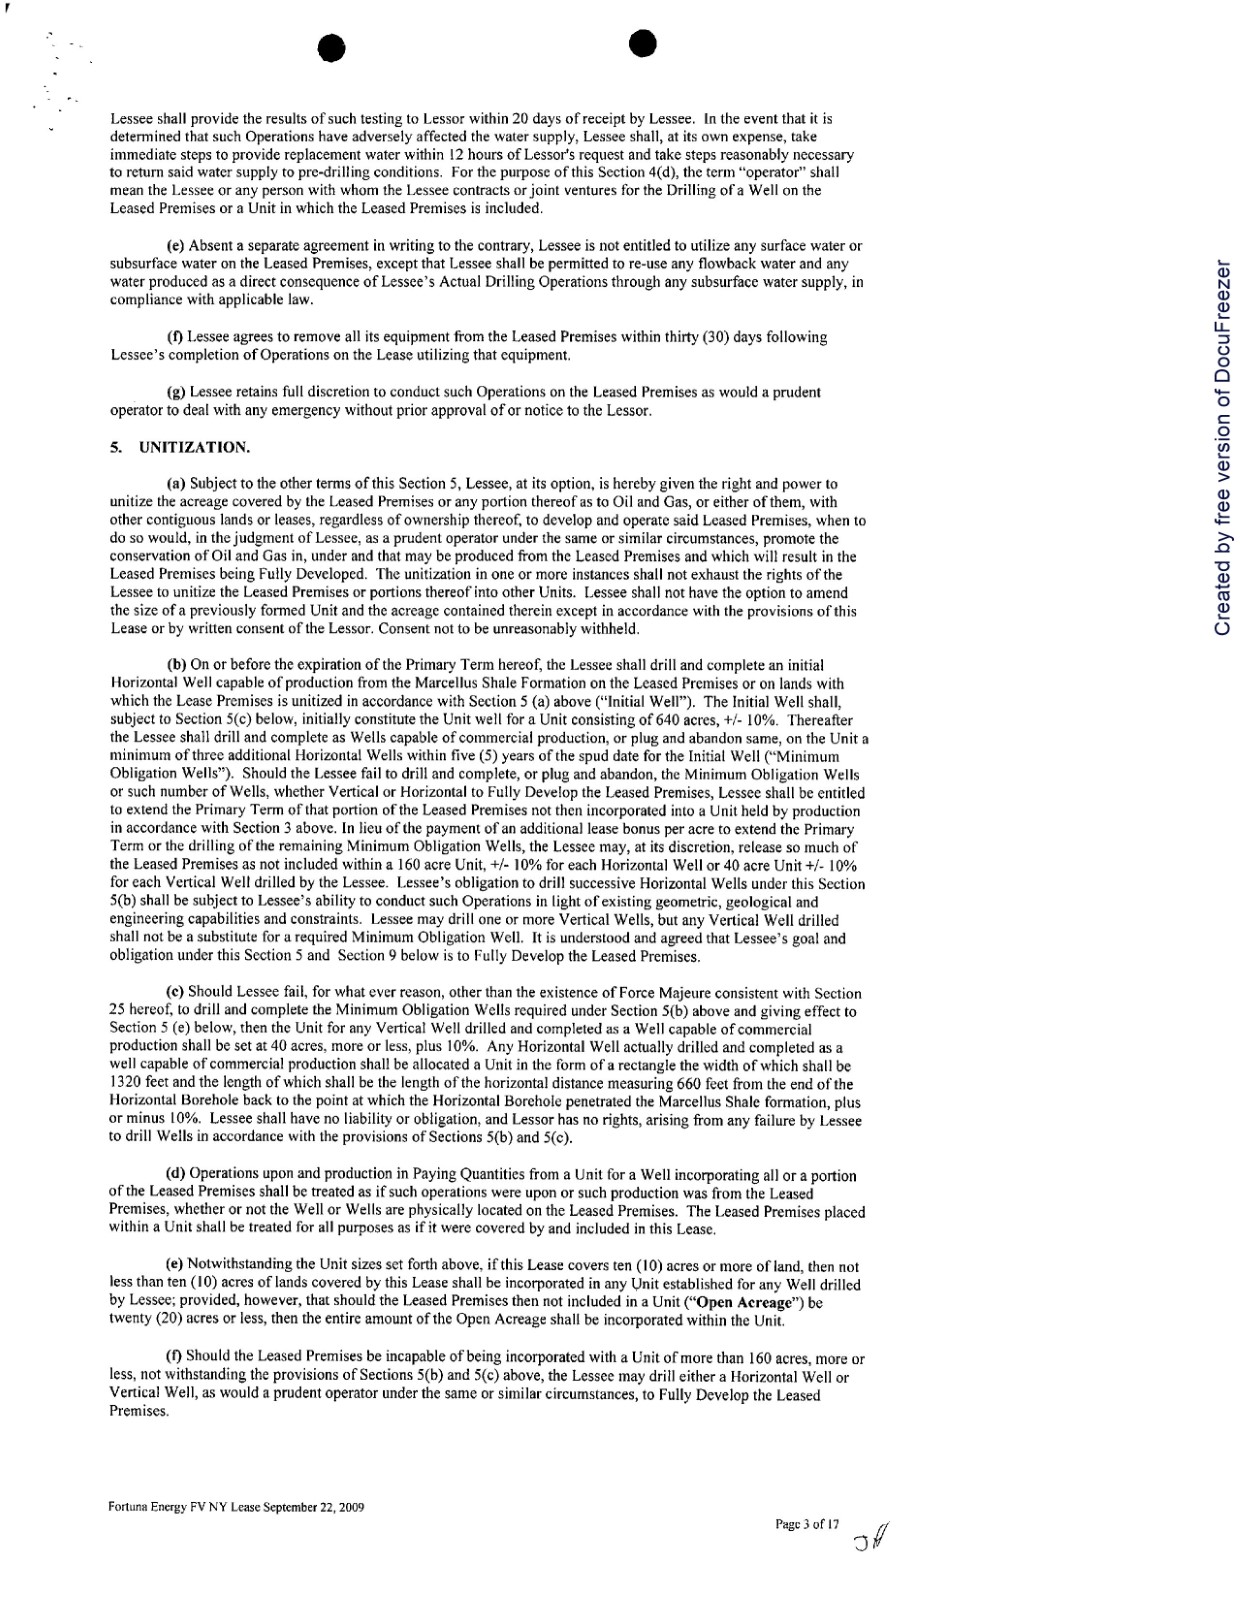 Lessee shall provide the results of such testing to Lessor within 20 days of receipt by Lessee. In the event that it is
determined that such Operations have adversely affected the water supply, Lessee shall, at its own expense, take
immediate steps to provide replacement water within 12 hours of Lessor's request and take steps reasonably necessary
to return said water supply to pre-drilling conditions. For the purpose of this Section 4(d), the term “operator” shall
mean the Lessee or any person with whom the Lessee contracts or joint ventures for the Drilling of a Well on the
Leased Premises or a Unit in which the Leased Premises is included.
(e) Absent a separate agreement in writing to the contrary, Lessee is not entitled to utilize any surface water or
subsurface water on the Leased Premises, except that Lessee shall be permitted to re-use any flowback water and any
water produced as a direct consequence of Lessee's Actual Drilling Operations through any subsurface water supply, in
compliance with applicable law.
(f) Lessee agrees to remove all its equipment from the Leased Premises within thirty (30) days following
Lessee's completion of Operations on the Lease utilizing that equipment.
(g) Lessee retains full discretion to conduct such Operations on the Leased Premises as would a prudent
operator to deal with any emergency without prior approval of or notice to the Lessor.
5. UNITIZATION.
(a) Subject to the other terms of this Section 5, Lessee, at its option, is hereby given the right and power to
unitize the acreage covered by the Leased Premises or any portion thereof as to Oil and Gas, or either of them, with
other contiguous lands or leases, regardless of ownership thereof, to develop and operate said Leased Premises, when to
do so would, in the judgment of Lessee, as a prudent operator under the same or similar circumstances, promote the
conservation of Oil and Gas in, under and that may be produced from the Leased Premises and which will result in the
Leased Premises being Fully Developed. The unitization in one or more instances shall not exhaust the rights of the
Lessee to unitize the Leased Premises or portions thereof into other Units. Lessee shall not have the option to amend
the size of a previously formed Unit and the acreage contained therein except in accordance with the provisions of this
Lease or by written consent of the Lessor. Consent not to be unreasonably withheld.
(b) On or before the expiration of the Primary Term hereof, the Lessee shall drill and complete an initial
Horizontal Well capable of production from the Marcellus Shale Formation on the Leased Premises or on lands with
which the Lease Premises is unitized in accordance with Section 5 (a) above (“Initial Well”). The Initial Well shall,
subject to Section 5(c) below, initially constitute the Unit well for a Unit consisting of 640 acres, +/- 10%. Thereafter
the Lessee shall drill and complete as Wells capable of commercial production, or plug and abandon same, on the Unit a
minimum of three additional Horizontal Wells within five (5) years of the spud date for the Initial Well (“Minimum
Obligation Wells”). Should the Lessee fail to drill and complete, or plug and abandon, the Minimum Obligation Wells
or such number of Wells, whether Vertical or Horizontal to Fully Develop the Leased Premises, Lessee shall be entitled
to extend the Primary Term of that portion of the Leased Premises not then incorporated into a Unit held by production
in accordance with Section 3 above. In lieu of the payment of an additional lease bonus per acre to extend the Primary
Term or the drilling of the remaining Minimum Obligation Wells, the Lessee may, at its discretion, release so much of
the Leased Premises as not included within a 160 acre Unit, +/- 10% for each Horizontal Well or 40 acre Unit +/- 10%
for each Vertical Well drilled by the Lessee. Lessee's obligation to drill successive Horizontal Wells under this Section
5(b) shall be subject to Lessee's ability to conduct such Operations in light of existing geometric, geological and
engineering capabilities and constraints. Lessee may drill one or more Vertical Wells, but any Vertical Well drilled
shall not be a substitute for a required Minimum Obligation Well. It is understood and agreed that Lessee's goal and
obligation under this Section 5 and Section 9 below is to Fully Develop the Leased Premises.
(c) Should Lessee fail, for what ever reason, other than the existence of Force Majeure consistent with Section
25 hereof, to drill and complete the Minimum Obligation Wells required under Section 5(b) above and giving effect to
Section 5 (e) below, then the Unit for any Vertical Well drilled and completed as a Well capable of commercial
production shall be set at 40 acres, more or less, plus 10%. Any Horizontal Well actually drilled and completed as a
well capable of commercial production shall be allocated a Unit in the form of a rectangle the width of which shall be
1320 feet and the length of which shall be the length of the horizontal distance measuring 660 feet from the end of the
Horizontal Borehole back to the point at which the Horizontal Borehole penetrated the Marcellus Shale formation, plus
or minus 10%. Lessee shall have no liability or obligation, and Lessor has no rights, arising from any failure by Lessee
to drill Wells in accordance with the provisions of Sections 5(b) and 5(c).
(d) Operations upon and production in Paying Quantities from a Unit for a Well incorporating all or a portion
of the Leased Premises shall be treated as if such operations were upon or such production was from the Leased
Premises, whether or not the Well or Wells are physically located on the Leased Premises. The Leased Premises placed
within a Unit shall be treated for all purposes as if it were covered by and included in this Lease.
(e) Notwithstanding the Unit sizes set forth above, if this Lease covers ten (10) acres or more of land, then not
less than ten (10) acres of lands covered by this Lease shall be incorporated in any Unit established for any Well drilled
by Lessee; provided, however, that should the Leased Premises then not included in a Unit (“Open Acreage”) be
twenty (20) acres or less, then the entire amount of the Open Acreage shall be incorporated within the Unit.
(f) Should the Leased Premises be incapable of being incorporated with a Unit of more than 160 acres, more or
less, not withstanding the provisions of Sections 5(b) and 5(c) above, the Lessee may drill either a Horizontal Well or
Vertical Well, as would a prudent operator under the same or similar circumstances, to Fully Develop the Leased
Premises.
Fortuna Energy FV NY Lease September 22, 2009
Page 3 of 17
Created by free version of DocuFreezer